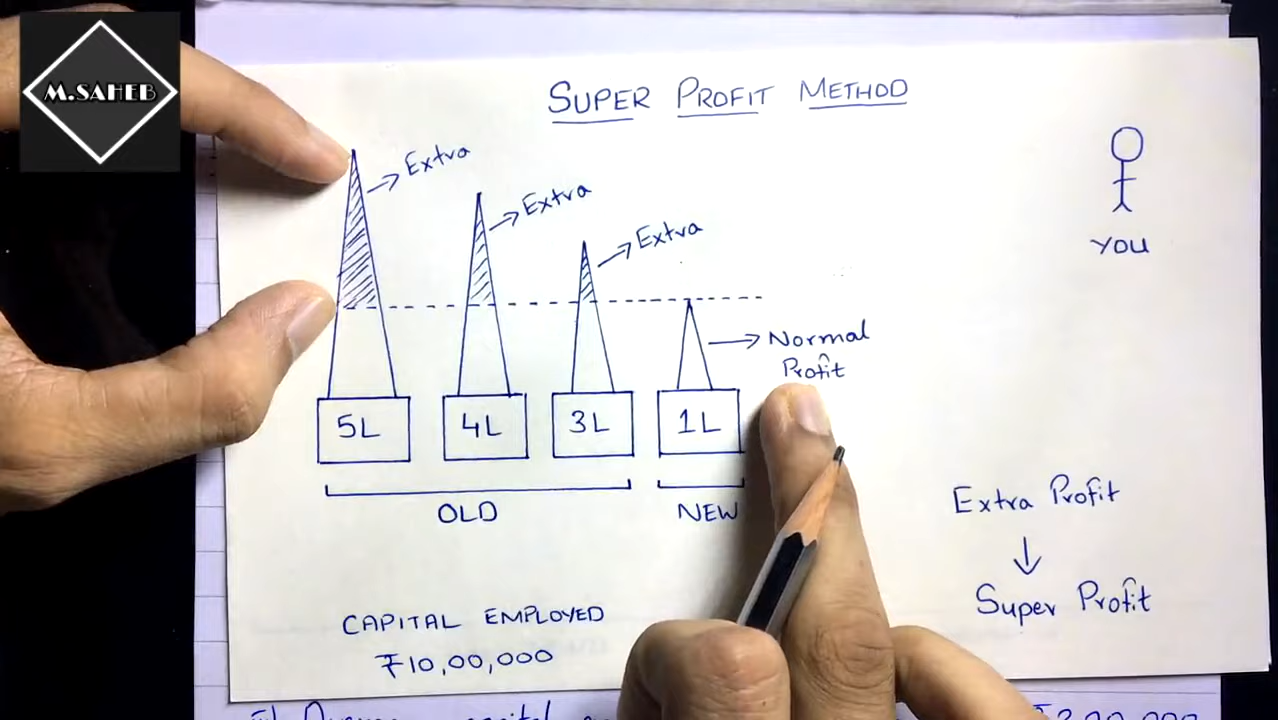 M.SAHEB
SUPER PROFIT METHOD
Extra
Extra
Extra
YOU
Normal
Profit
5L
4L
3L
1L
OLD
NEW
Extra Profit
Super Profit
CAPITAL EMPLOYED
₹10,00,000
capital